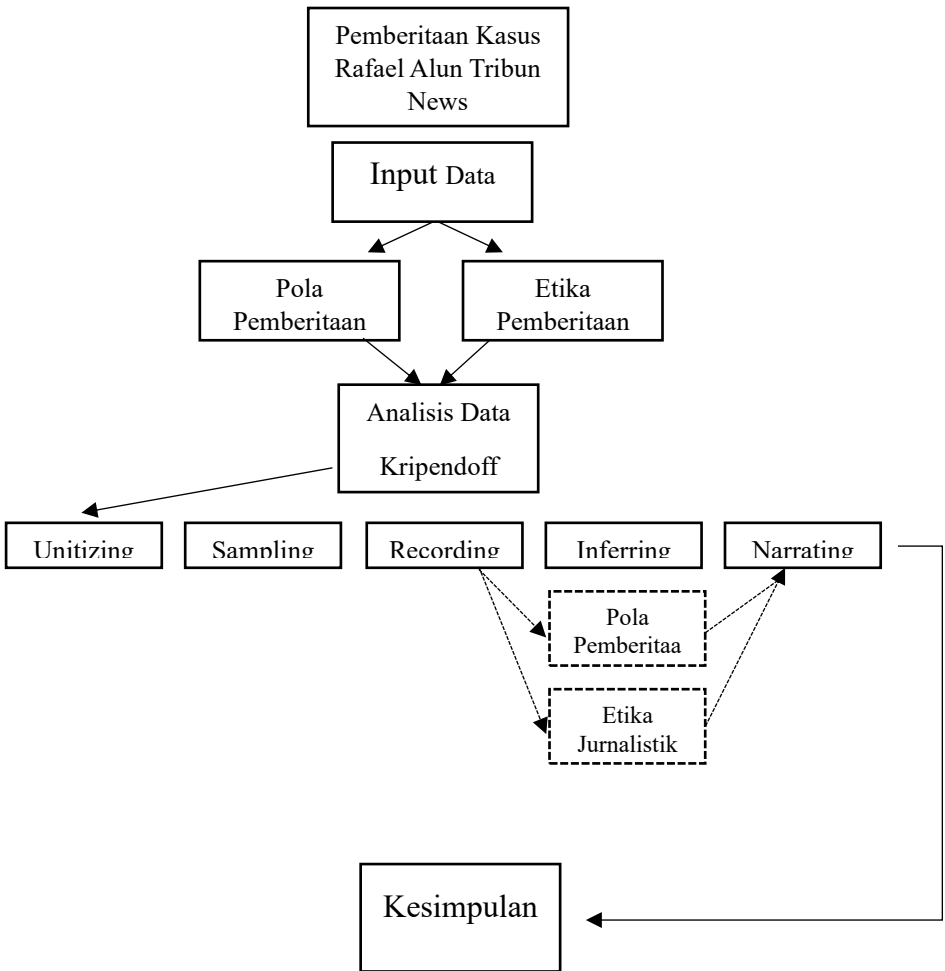 Pemberitaan Kasus
Rafael Alun Tribun
News
Input Data
Pola
Pemberitaan
Etika
Pemberitaan
Analisis Data
Kripendoff
Unitizing
Sampling
Recording
Inferring
Narrating
Pola
Pemberitaa
Etika
Jurnalistik
Kesimpulan